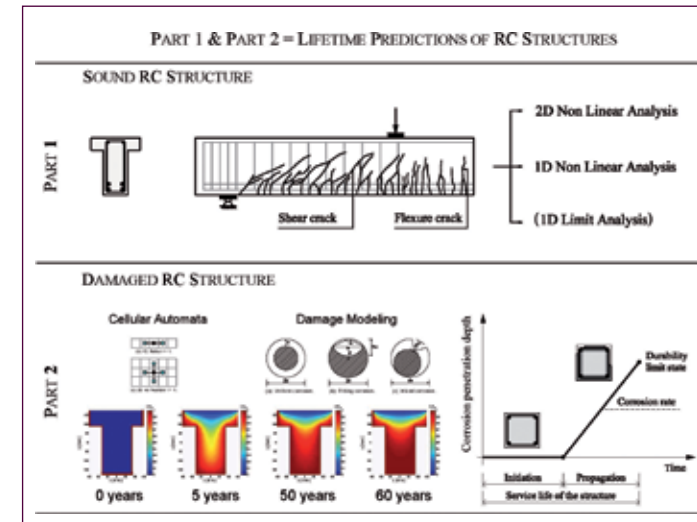 PART 1 & PART 2 = LIFETIME PREDICTIONS OF RC STRUCTURES
SOUND RC STRUCTURE
PART 1
2D Non Linear Analysis
1D Non Linear Analysis
(1D Limit Analysis)
Shear crack
Flexure crack
DAMAGED RC STRUCTURE
PART 2
Cellular Automata
Damage Modeling
0 years
5 years
50 years
60 years
Corrosion penetration depth
Durability
limit state
Corrosion rate
Time
Initiation
Propagation
Service life of the structure